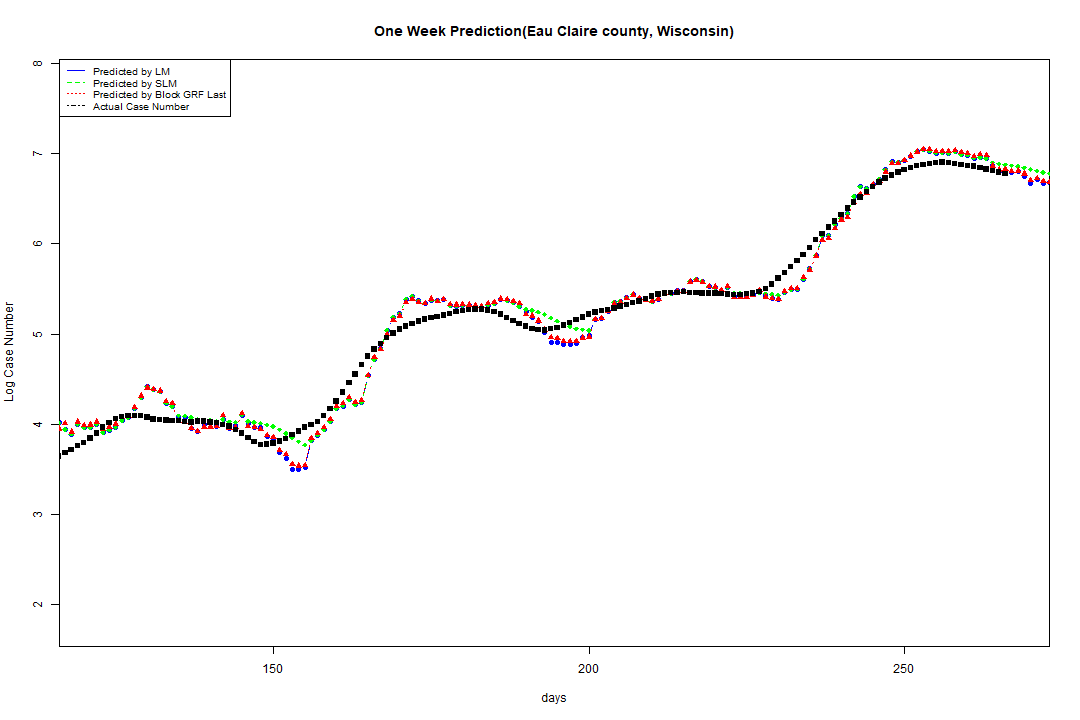 One Week Prediction(Eau Claire county, Wisconsin)
Predicted by LM
Predicted by SLM
Predicted by Block GRF Last
Actual Case Number
8
7
6
5
4
3
2
Log Case Number
150 200 250
days